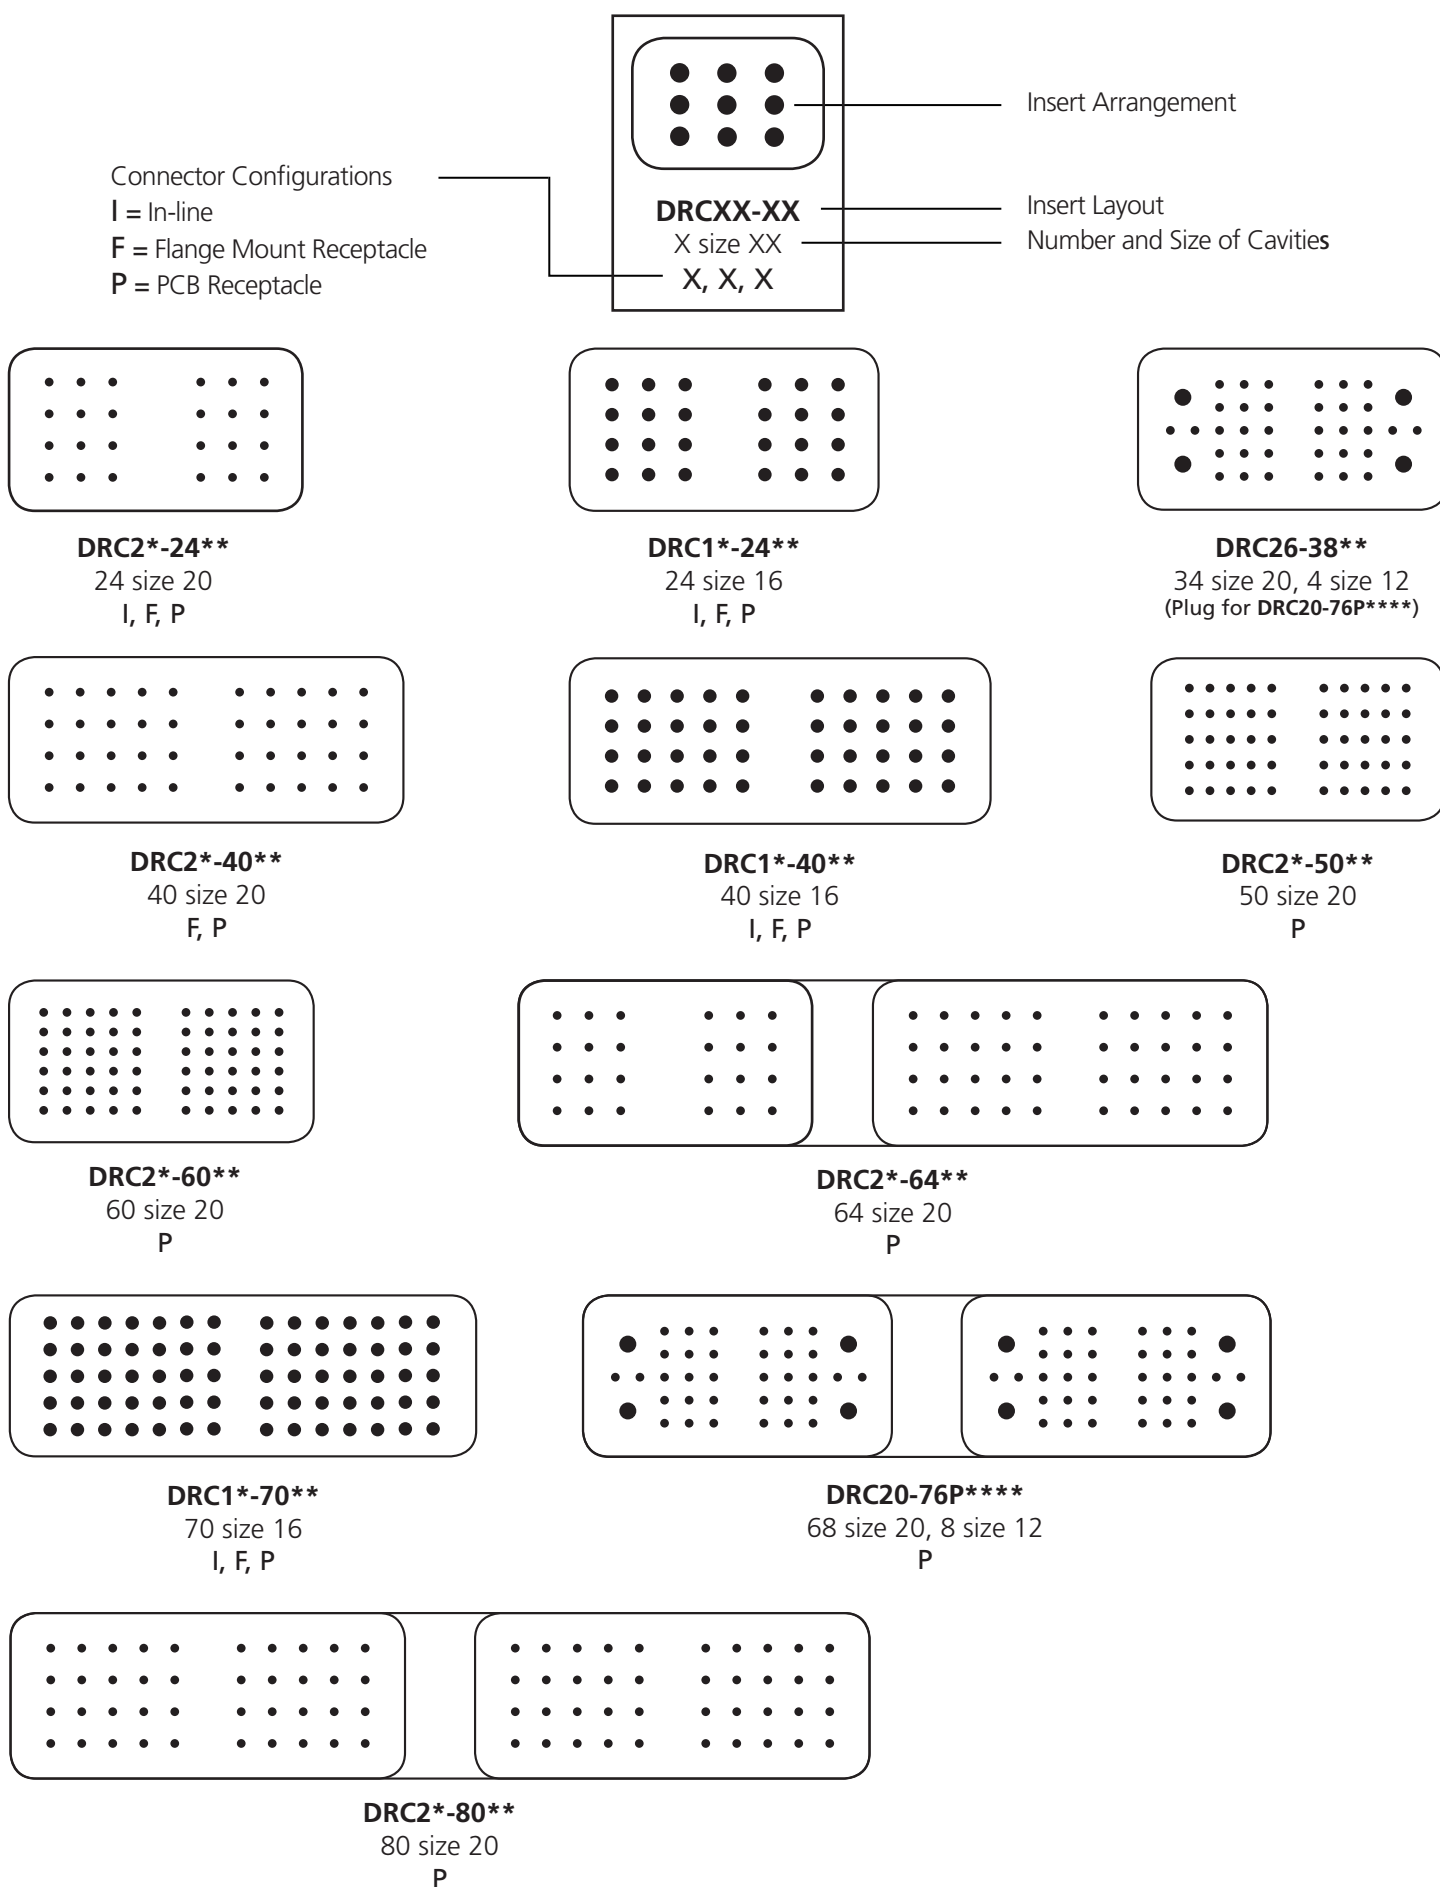 Insert Arrangement
Connector Configurations
I = In-line
F = Flange Mount Receptacle
P = PCB Receptacle
DRCXX-XX
X size XX
X, X, X
Insert Layout
Number and Size of Cavities
DRC2*-24**
24 size 20
I, F, P
DRC1*-24**
24 size 16
I, F, P
DRC26-38**
34 size 20, 4 size 12
(Plug for DRC20-76P****)
DRC2*-40**
40 size 20
F, P
DRC1*-40**
40 size 16
I, F, P
DRC2*-50**
50 size 20
P
DRC2*-60**
60 size 20
P
DRC2*-64**
64 size 20
P
DRC1*-70**
70 size 16
I, F, P
DRC20-76P****
68 size 20, 8 size 12
P
DRC2*-80**
80 size 20
P